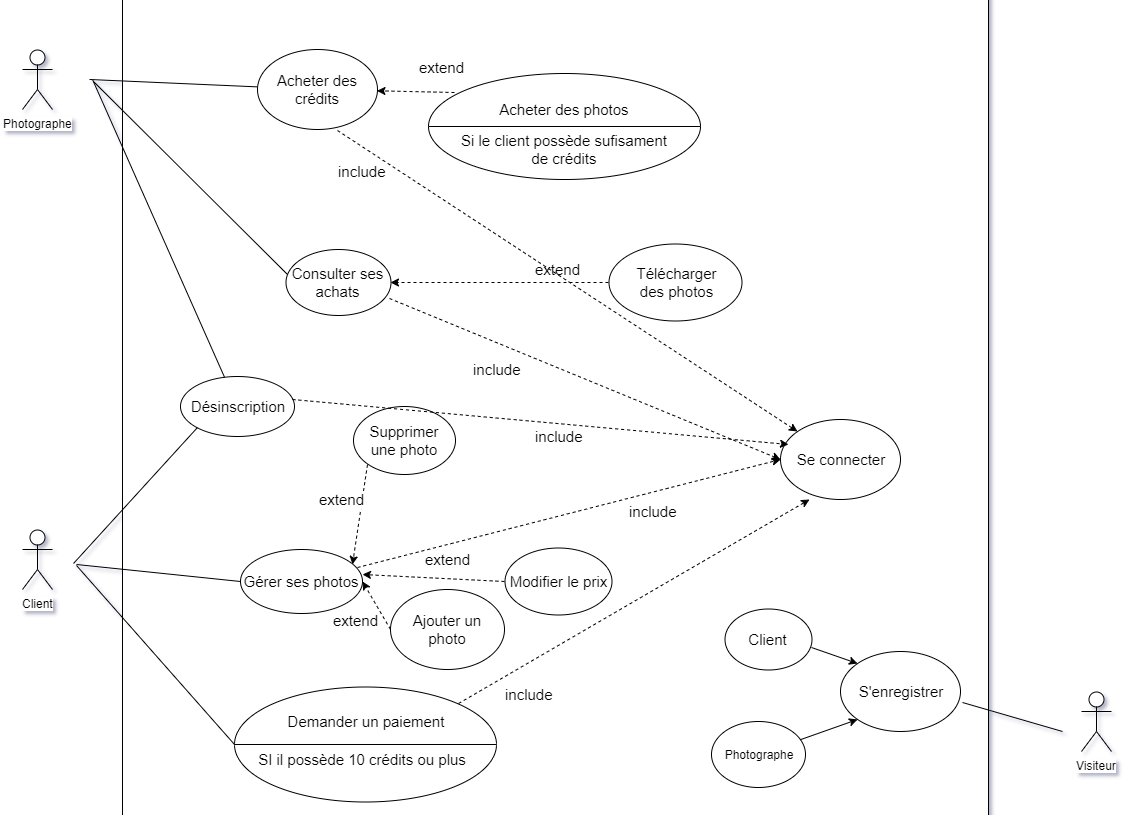 extend
Acheter des
crédits
Acheter des photos
Si le client possède sufisament
de crédits
Photographe
include
Consulter ses
achats
extend
Télécharger
des photos
include
Désinscription
Supprimer
une photo
include
Se connecter
extend
include
Client
Gérer ses photos
extend
Modifier le prix
extend
Ajouter un
photo
Client
include
S'enregistrer
Demander un paiement
SI il possède 10 crédits ou plus
Photographe
Visiteur